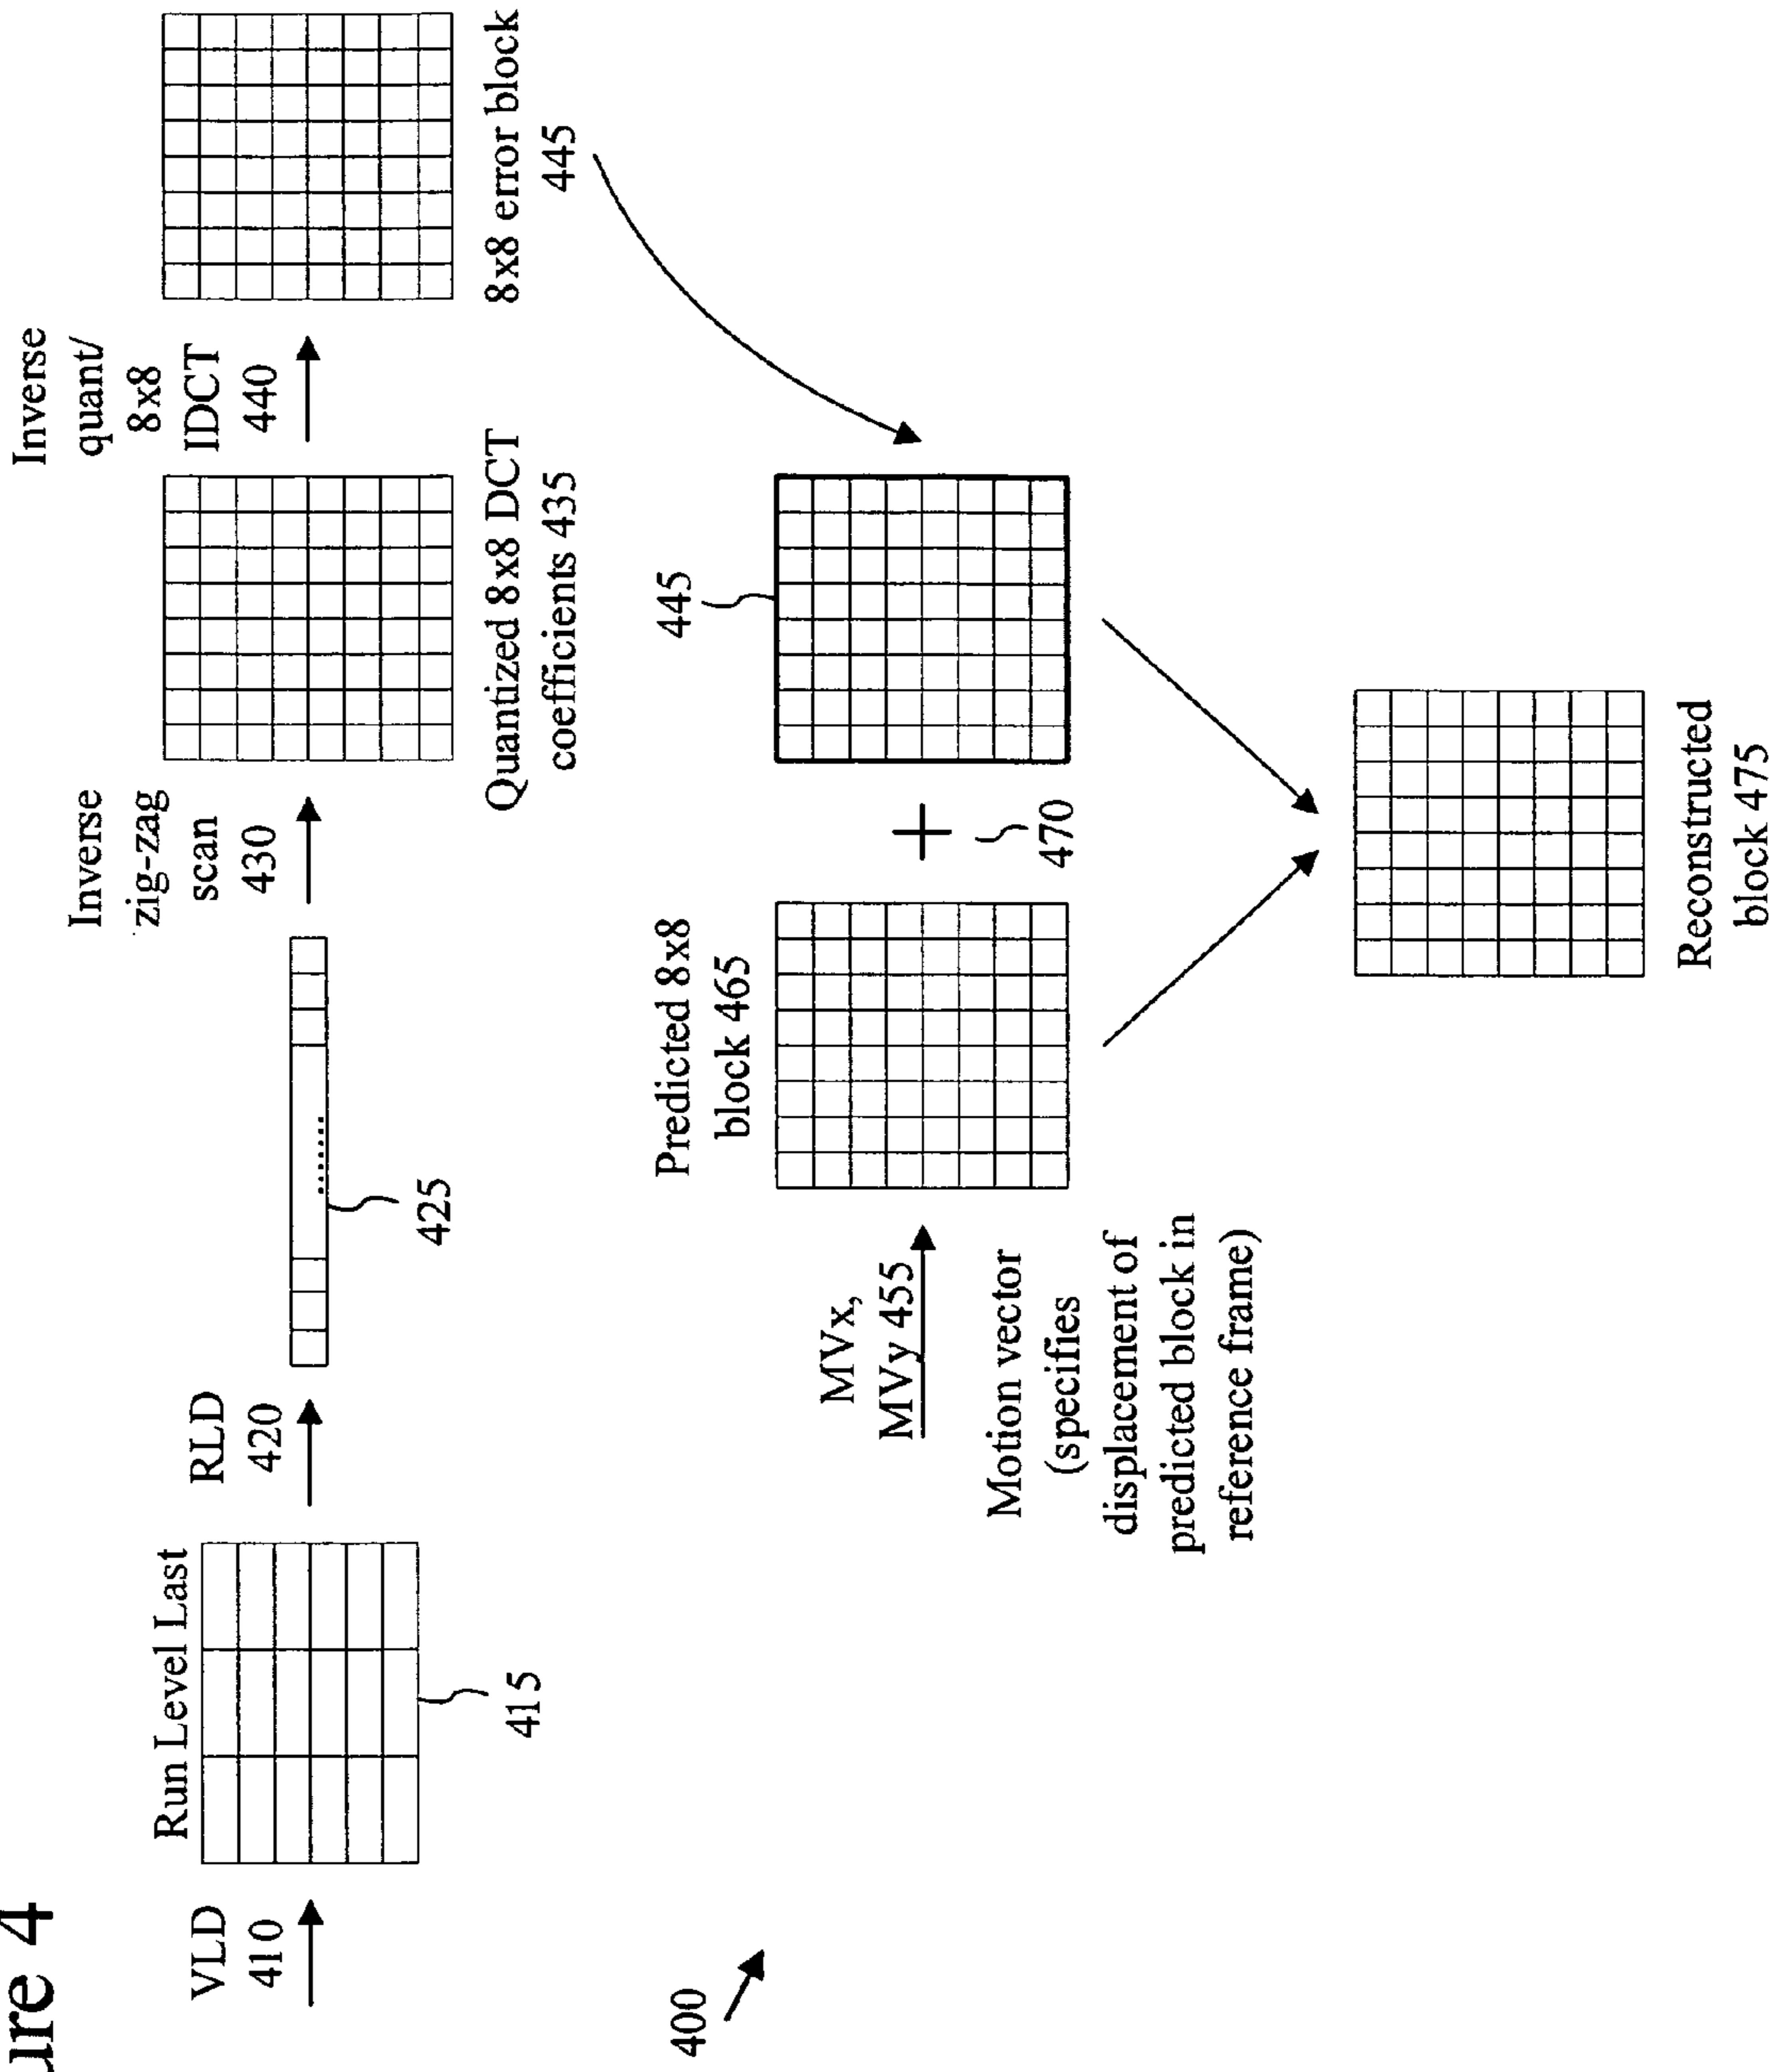 ure 4
VLD
410
Run Level Last
415
RLD
420
425
Inverse
zig-zag
scan
430
Quantized 8x8 DCT
coefficients 435
Inverse
quant/
8x8
IDCT
440
8x8 error block
445
400
MVx,
MVy 455
Motion vector
(specifies
displacement of
predicted block in
reference frame)
Predicted 8x8
block 465
+
470
445
Reconstructed
block 475